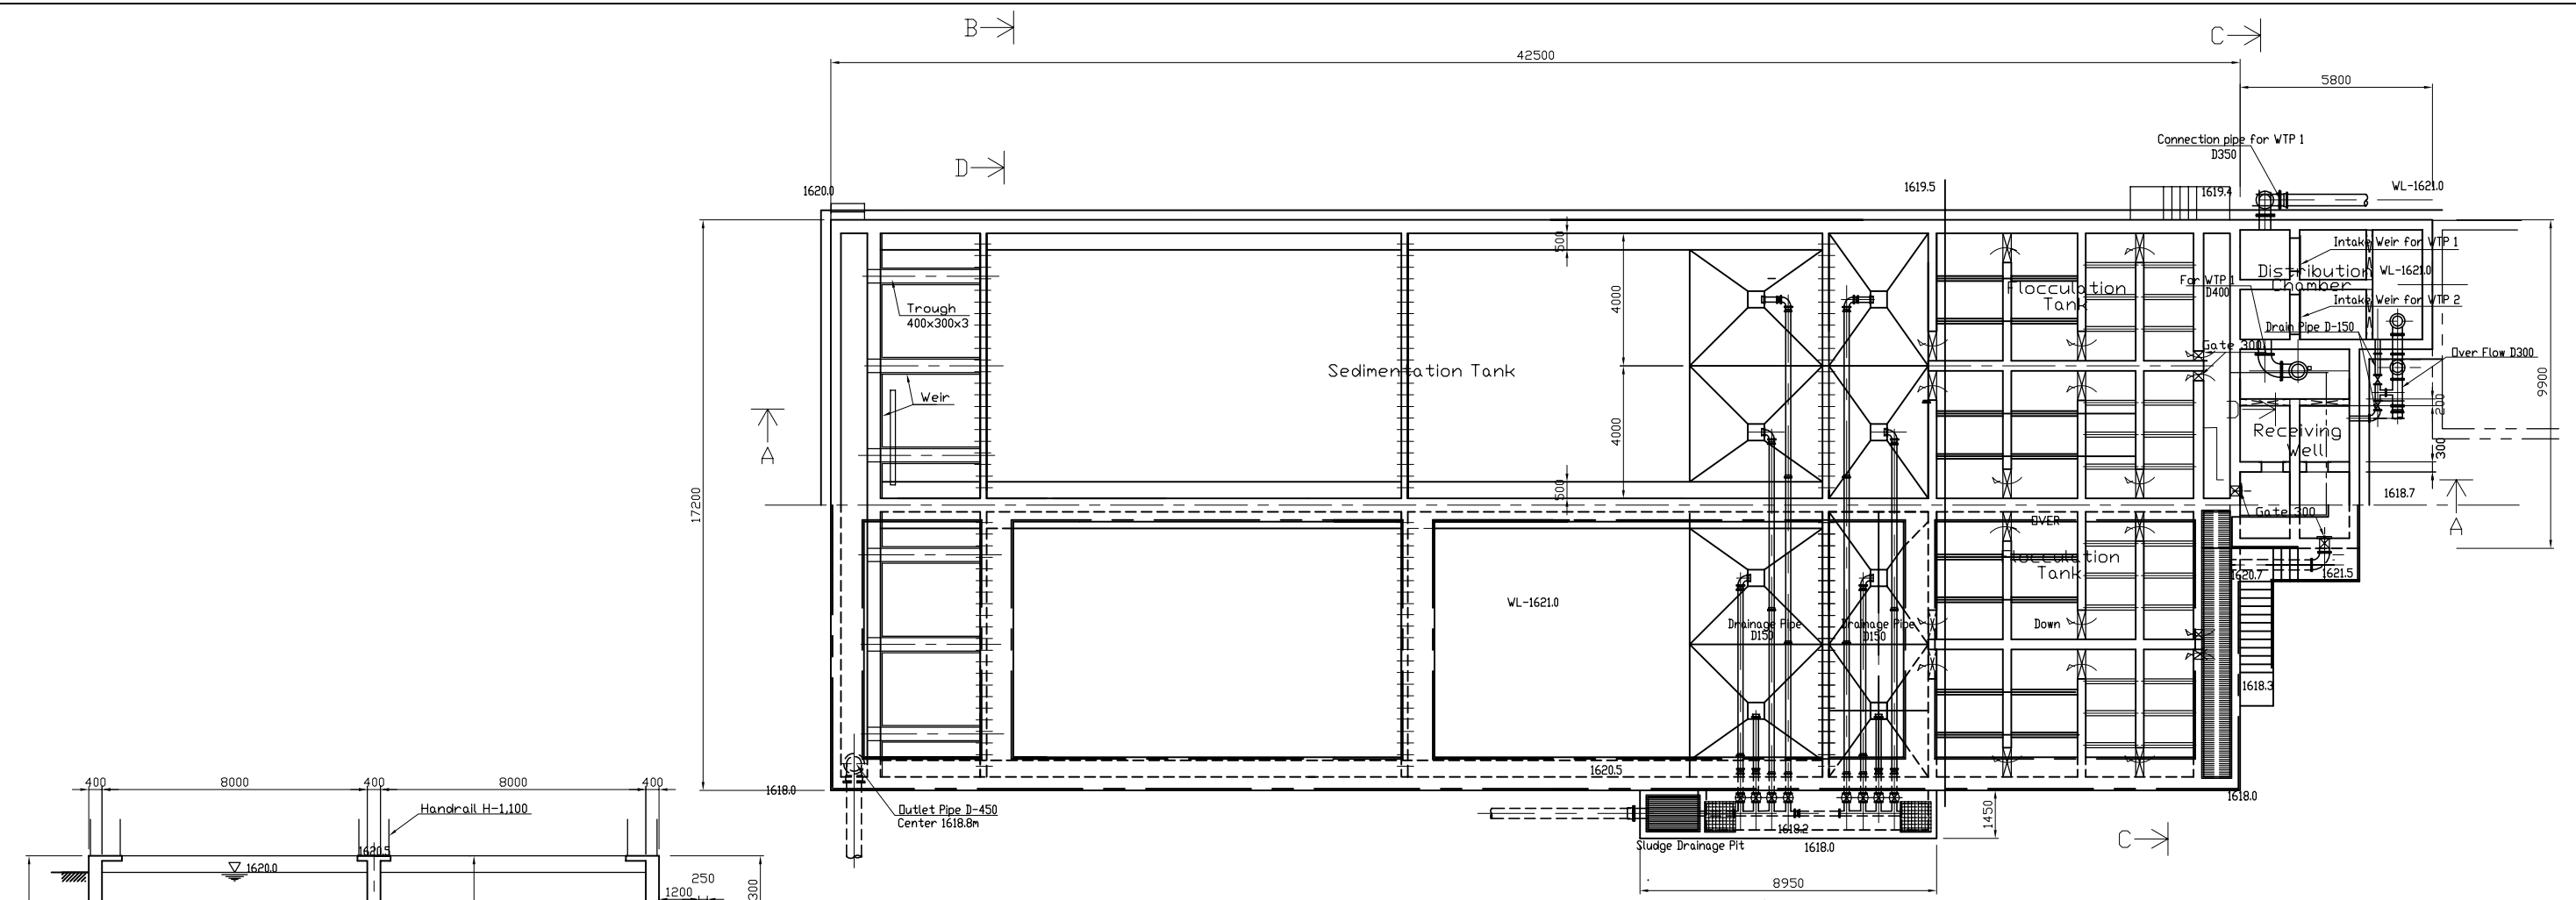 B
C
42500
5800
Connection pipe for WTP 1
D350
D
1620.0
1619.5
1619.4
WL-1621.0
500
Intake Weir for WTP 1
Distribution
Chamber
WL-1621.0
For WTP 1
D400
Flocculation
Tank
Intake Weir for WTP 2
4000
Trough
400x300x3
Drain Pipe D-150
Gate 300
Over Flow D300
Sedimentation Tank
9900
Weir
200
4000
A
Receiving
Well
300
500
1618.7
17200
Gate 300
A
OVER
Flocculation
Tank
1620.7
1621.5
WL-1621.0
Drainage Pipe
D150
Drainage Pipe
D150
Down
1618.3
1620.5
1618.0
1618.0
400
8000
400
8000
400
Handrail H-1,100
Outlet Pipe D-450
Center 1618.8m
1450
1618.2
C
Sludge Drainage Pit
1618.0
1620.5
1620.0
250
1200
300
8950